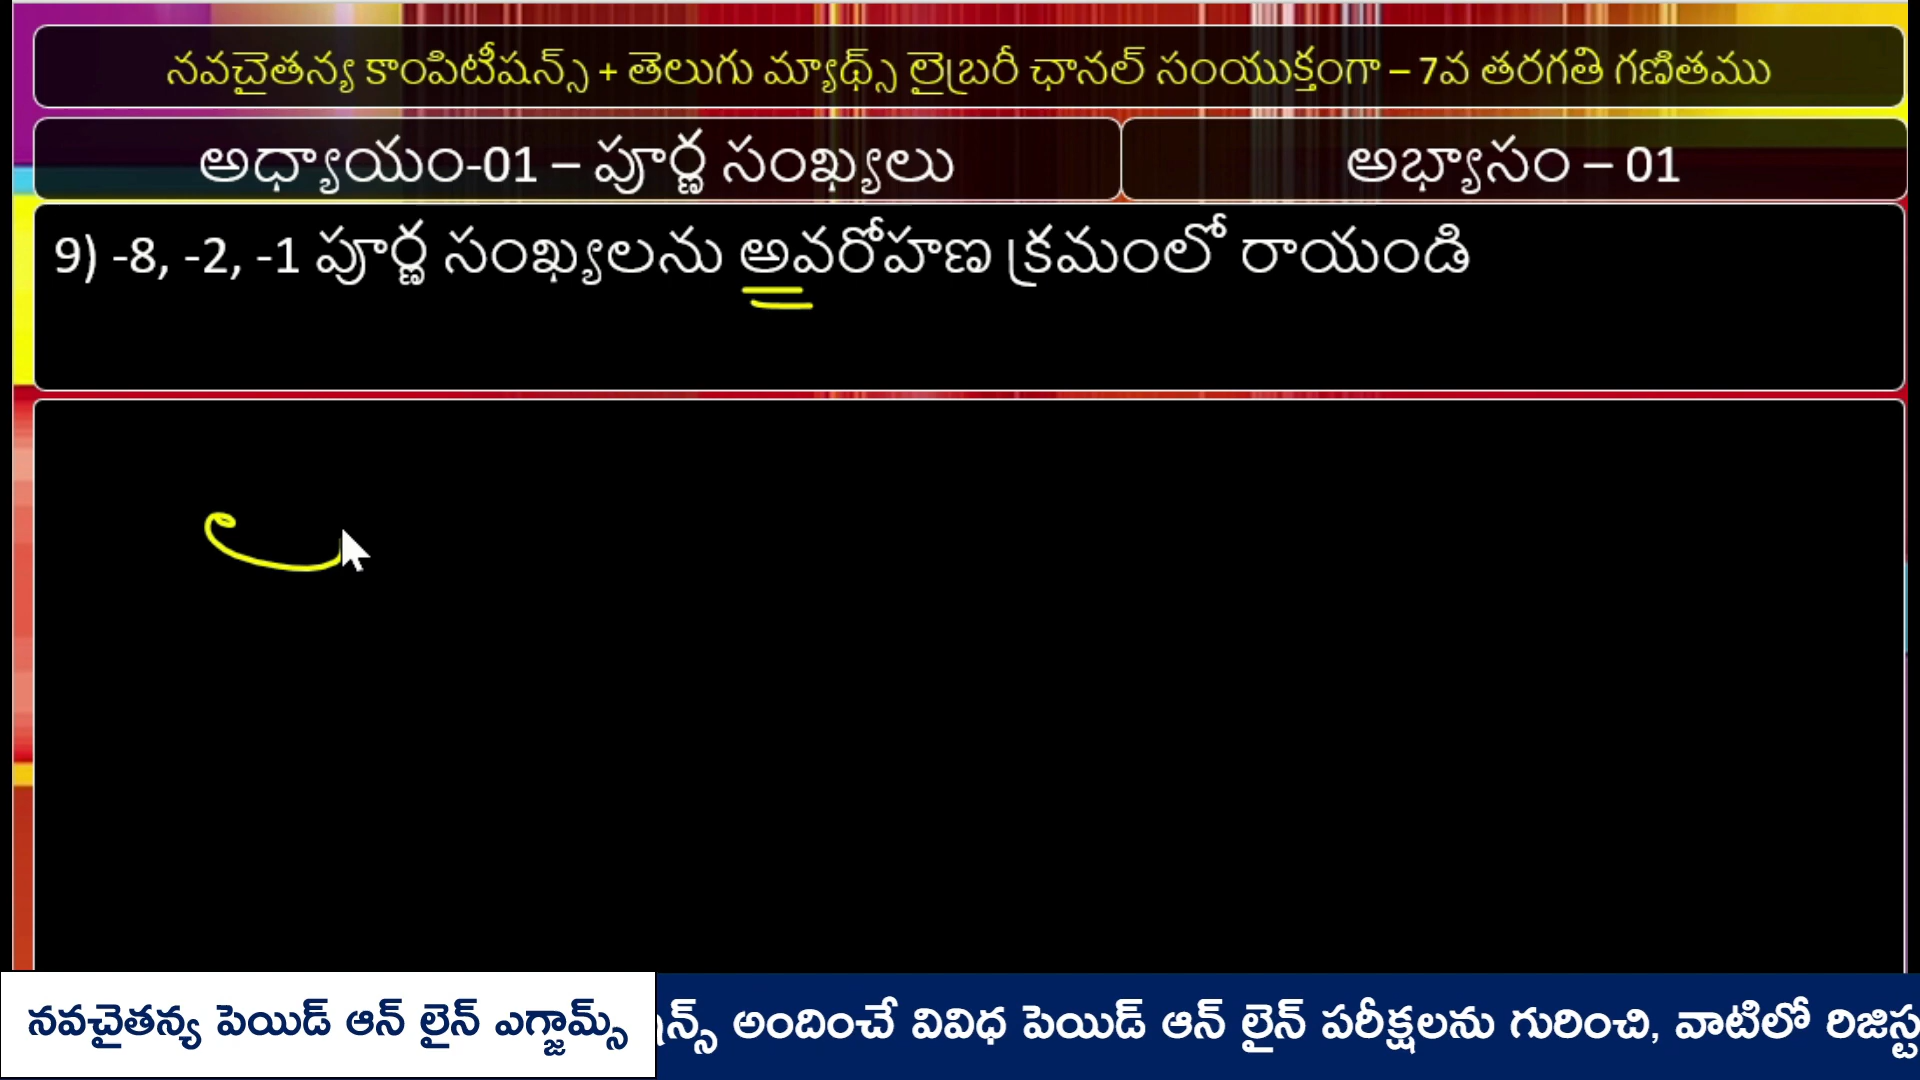 నవచైతన్య కాంపిటీషన్స్ + తెలుగు మ్యాథ్స్ లైబ్రరీ ఛానల్ సంయుక్తంగా – 7వ తరగతి గణితము
అధ్యాయం-01 – పూర్ణ సంఖ్యలు
అభ్యాసం – 01
9) -8, -2, -1 పూర్ణ సంఖ్యలను అవరోహణ క్రమంలో రాయండి
నవచైతన్య పెయిడ్ ఆన్ లైన్ ఎగ్జామ్స్
అందించే వివిధ పెయిడ్ ఆన్ లైన్ పరీక్షలను గురించి, వాటిలో